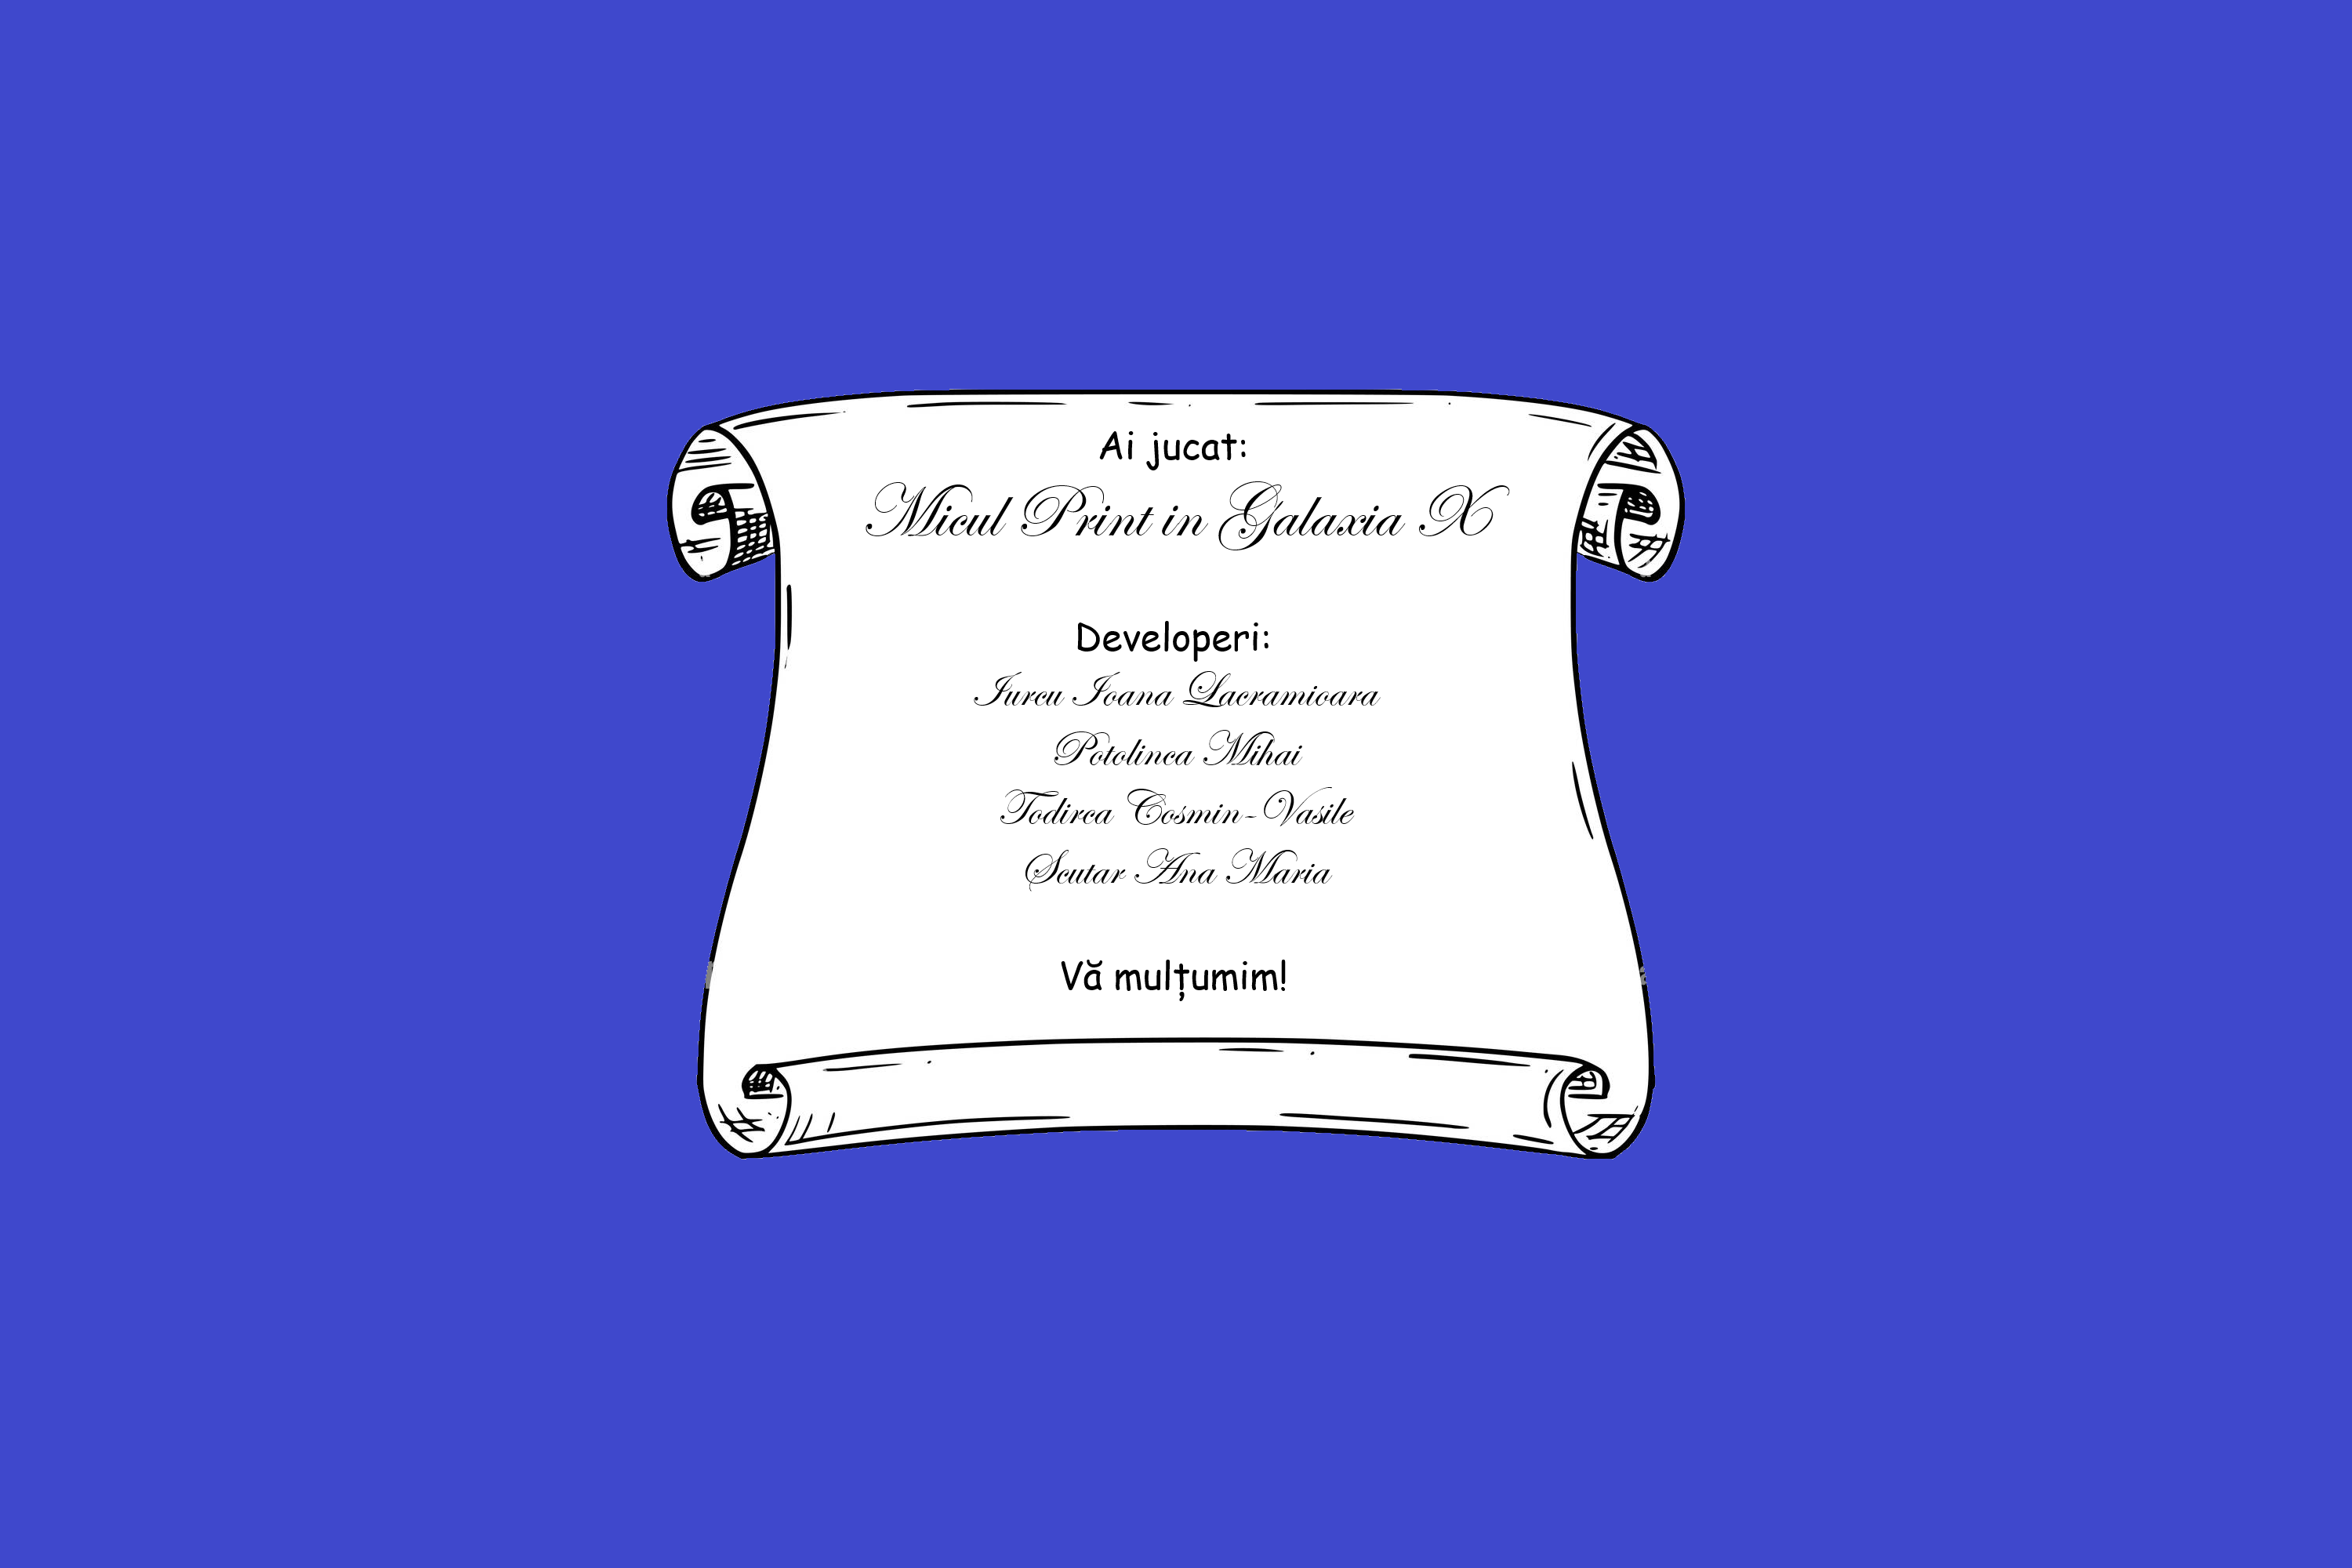 Ai jucat:
Micul Print in Galaxia X
Developeri:
Iurcu Ioana Lacramioara
Potolinca Mihai
Todirca Cosmin-Vasile
Scutar Ana Maria
Vă mulțumim!